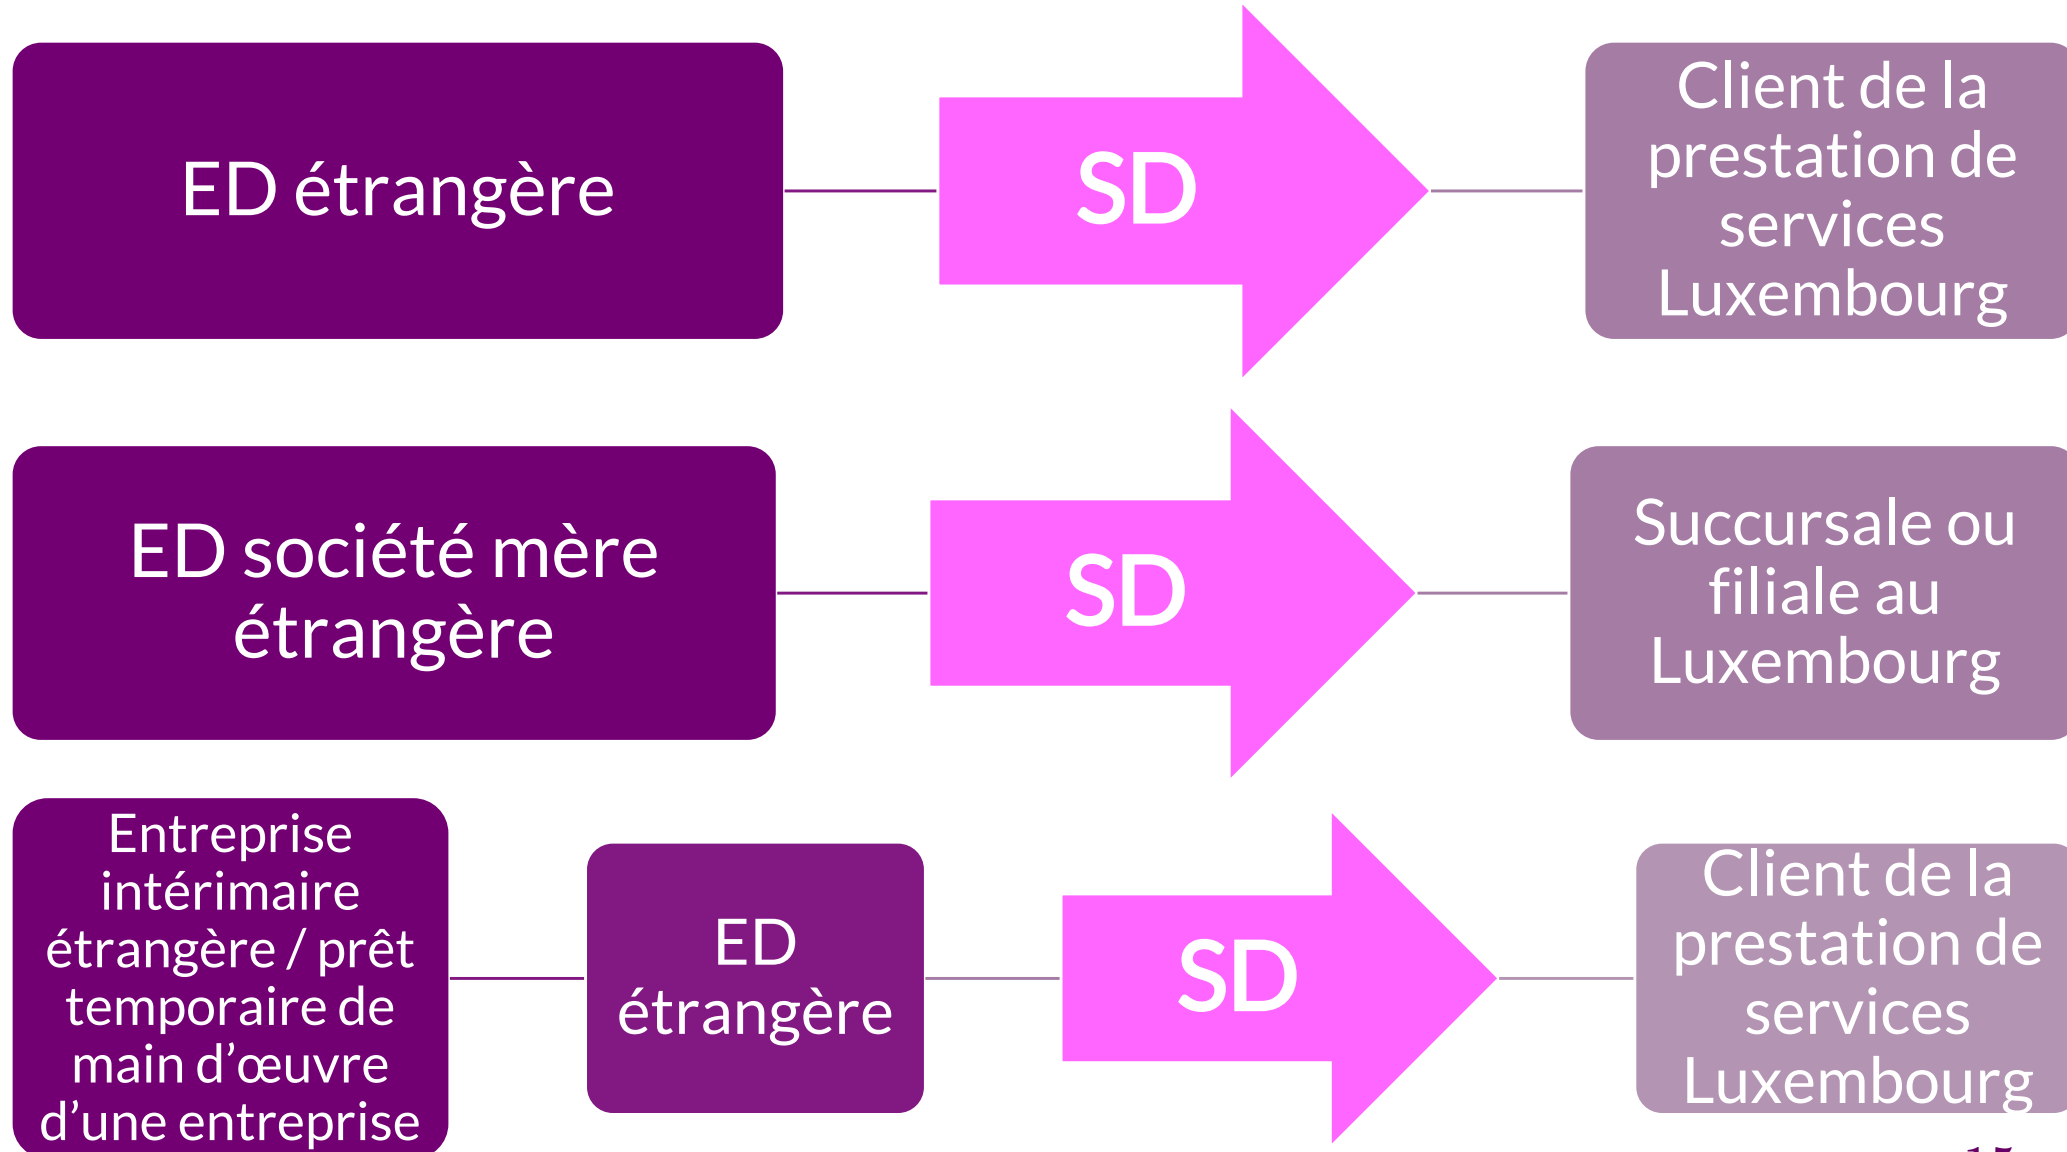 ED étrangère
SD
Client de la
prestation de
services
Luxembourg
ED société mère
étrangère
SD
Succursale ou
filiale au
Luxembourg
Entreprise
intérimaire
étrangère / prêt
temporaire de
main d’œuvre
d’une entreprise
ED
étrangère
SD
Client de la
prestation de
services
Luxembourg